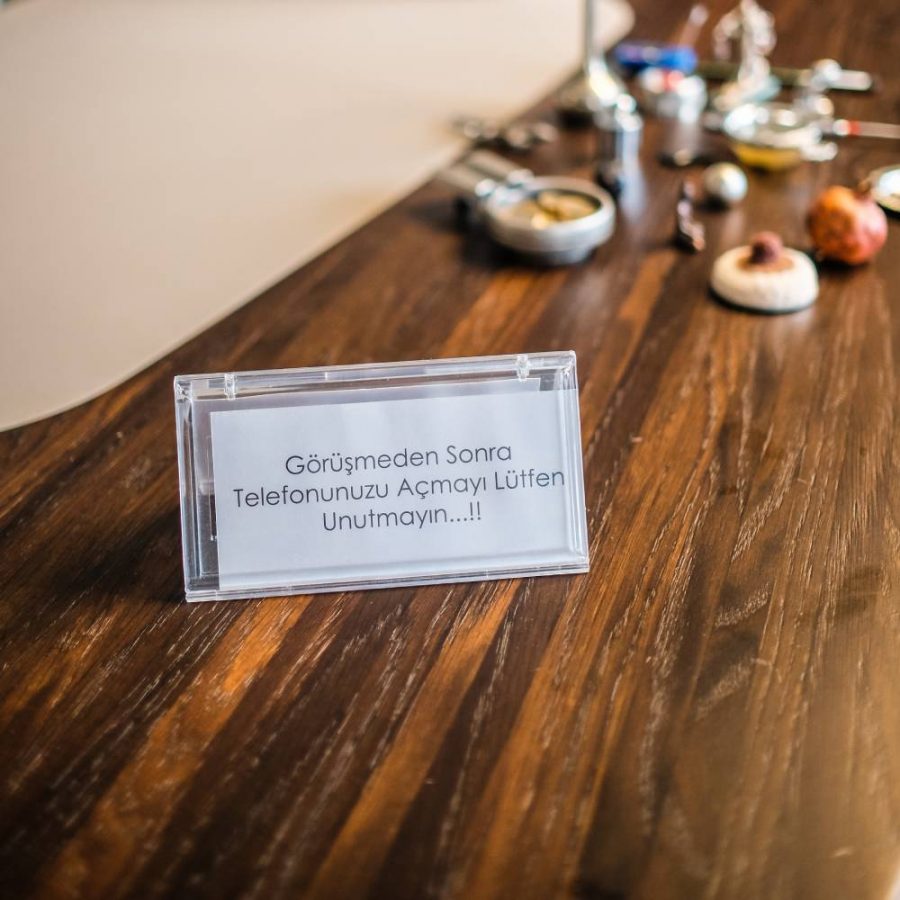 Görüşmeden Sonra
Telefonunuzu Açmayı Lütfen
Unutmayın...!!